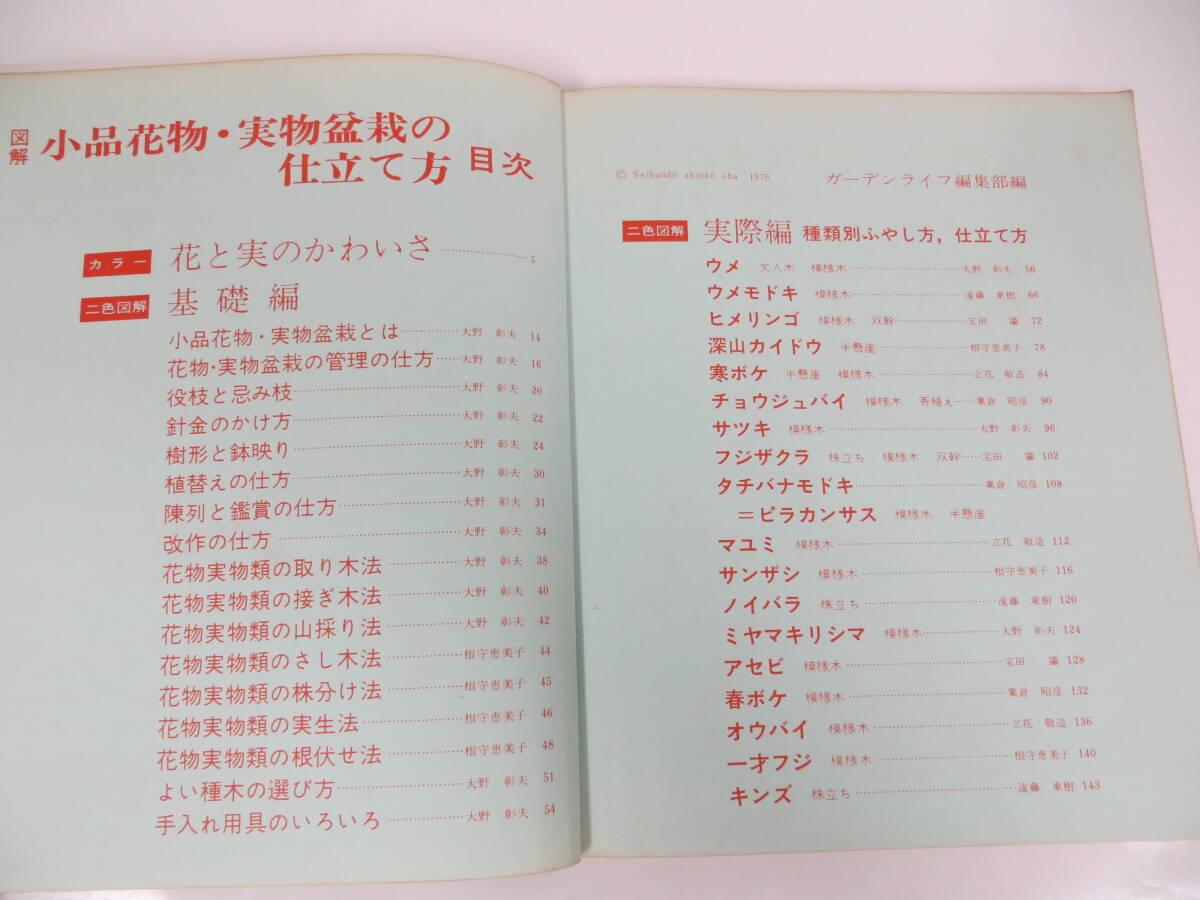 図解
小品花物・実物盆栽の
仕立て方 目次
カラー 花と実のかわいさ 5
二色図解 基礎編
小品花物・実物盆栽とは 大野 彰夫 14
花物・実物盆栽の管理の仕方 大野 彰夫 16
役枝と忌み枝 大野 彰夫 20
針金のかけ方 大野 彰夫 22
樹形と鉢映り 大野 彰夫 24
植替えの仕方 大野 彰夫 30
陳列と鑑賞の仕方 大野 彰夫 31
改作の仕方 大野 彰夫 34
花物実物類の取り木法 大野 彰夫 38
花物実物類の接ぎ木法 大野 彰夫 40
花物実物類の山採り法 大野 彰夫 42
花物実物類のさし木法 根守恵美子 44
花物実物類の株分け法 根守恵美子 45
花物実物類の実生法 根守恵美子 46
花物実物類の根伏せ法 根守恵美子 48
よい種木の選び方 大野 彰夫 51
手入れ用具のいろいろ 大野 彰夫 54
© Seibundō shinkō sha 1976 ガーデンライフ編集部編
二色図解 実際編 種類別ふやし方，仕立て方
ウメ 文人木 模様木 大野 彰夫 56
ウメモドキ 模様木 遠藤 東樹 66
ヒメリンゴ 模様木 双幹 宝田 肇 72
深山カイドウ 半懸崖 根守恵美子 78
寒ボケ 半懸崖 模様木 立花 敬造 84
チョウジュバイ 模様木 寄植え 栗倉 昭彦 90
サツキ 模様木 大野 彰夫 96
フジザクラ 株立ち 模様木 双幹 宝田 肇 102
タチバナモドキ 栗倉 昭彦 108
＝ピラカンサス 模様木 半懸崖
マユミ 模様木 立花 敬造 112
サンザシ 模様木 根守恵美子 116
ノイバラ 株立ち 遠藤 東樹 120
ミヤマキリシマ 模様木 大野 彰夫 124
アセビ 模様木 宝田 肇 128
春ボケ 模様木 栗倉 昭彦 132
オウバイ 模様木 立花 敬造 136
一才フジ 模様木 根守恵美子 140
キンズ 株立ち 遠藤 東樹 143